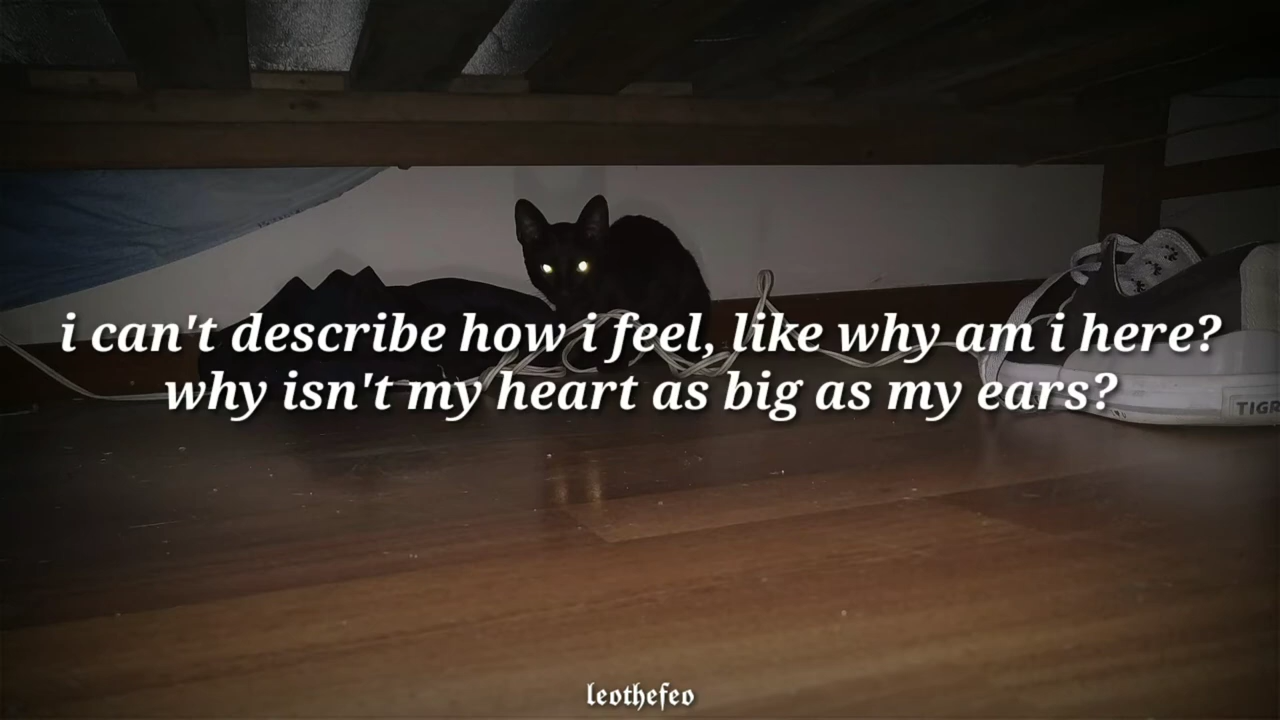 i can't describe how i feel, like why am i here?
why isn't my heart as big as my ears?
TIGR
leothefeo